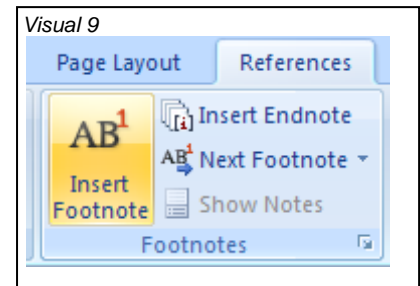 Visual 9
Page Layout References
AB1 Insert Endnote
AB1 Next Footnote
Insert Footnote
Show Notes
Footnotes